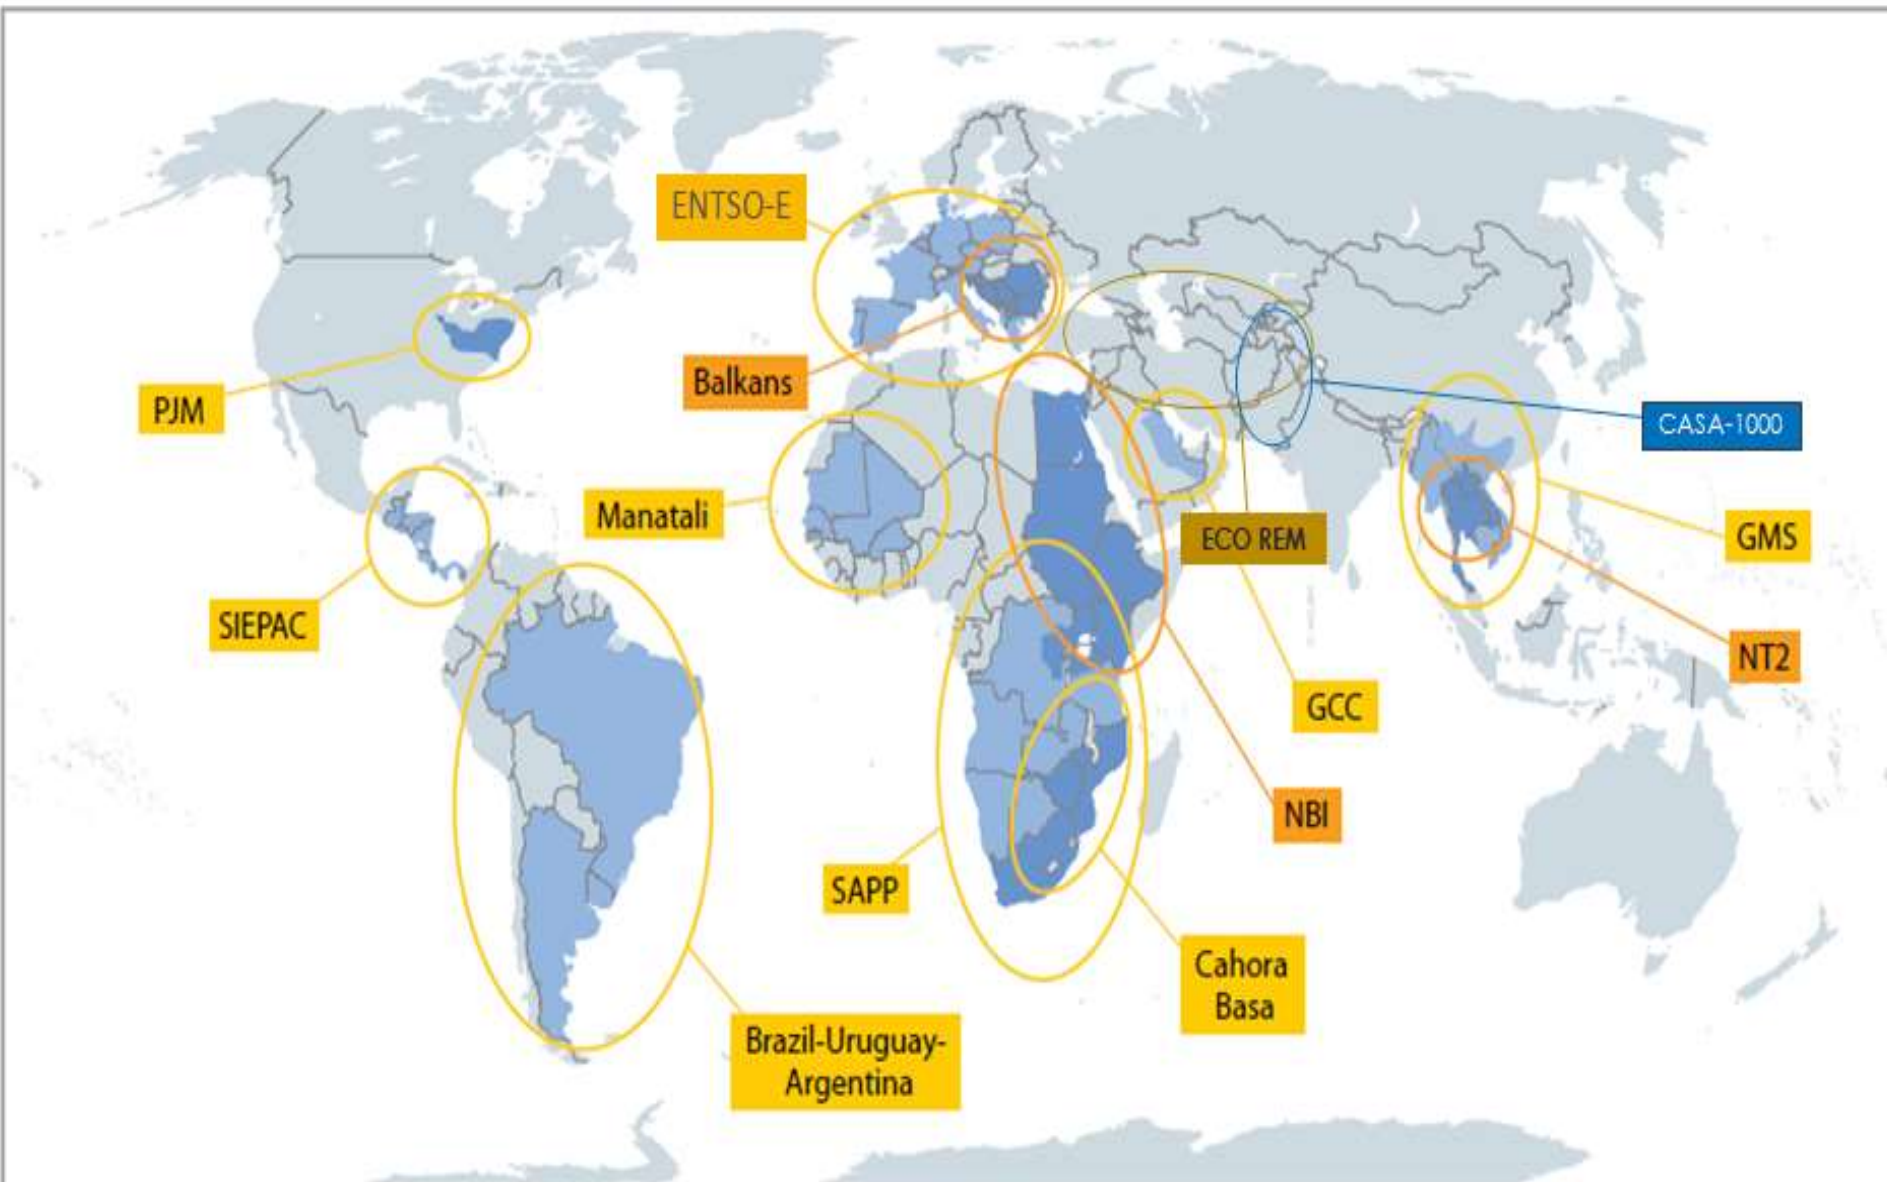 ENTSO-E
Balkans
PJM
CASA-1000
Manatali
GMS
ECO REM
SIEPAC
NT2
GCC
NBI
SAPP
Cahora
Basa
Brazil-Uruguay-
Argentina